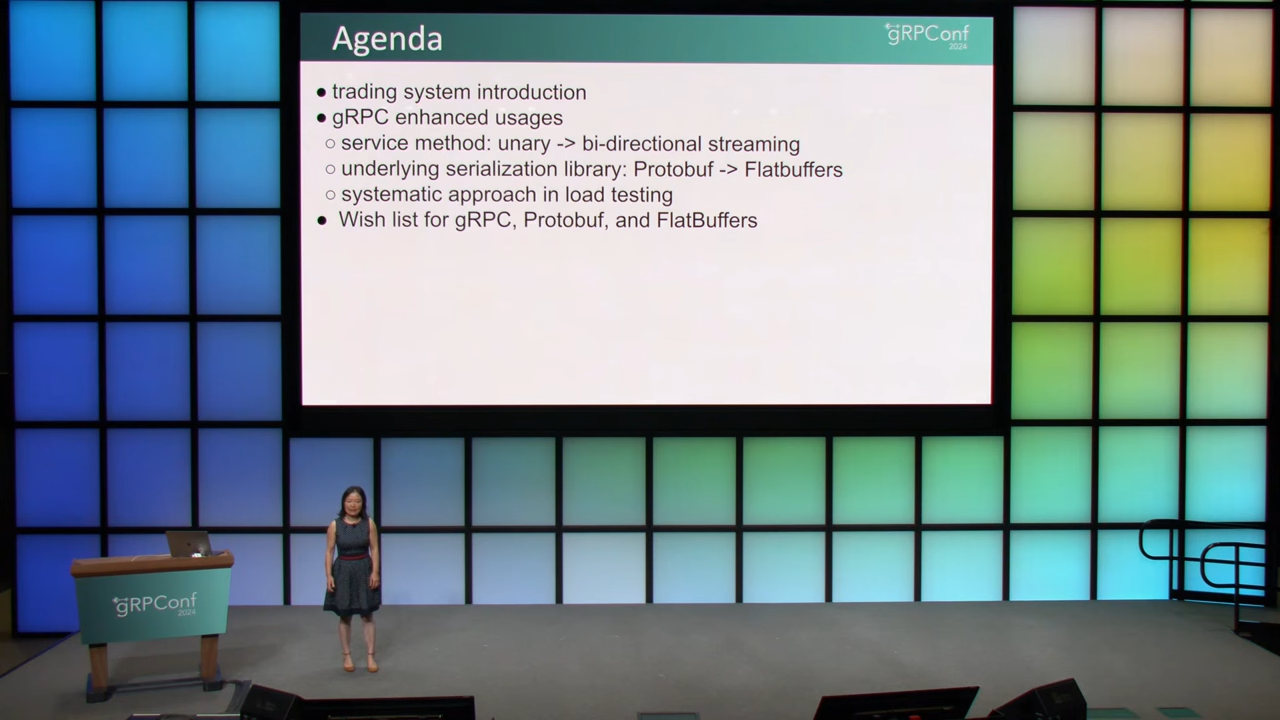 Agenda
gRPConf
2024
● trading system introduction
● gRPC enhanced usages
○ service method: unary -> bi-directional streaming
○ underlying serialization library: Protobuf -> Flatbuffers
○ systematic approach in load testing
● Wish list for gRPC, Protobuf, and FlatBuffers
gRPConf
2024